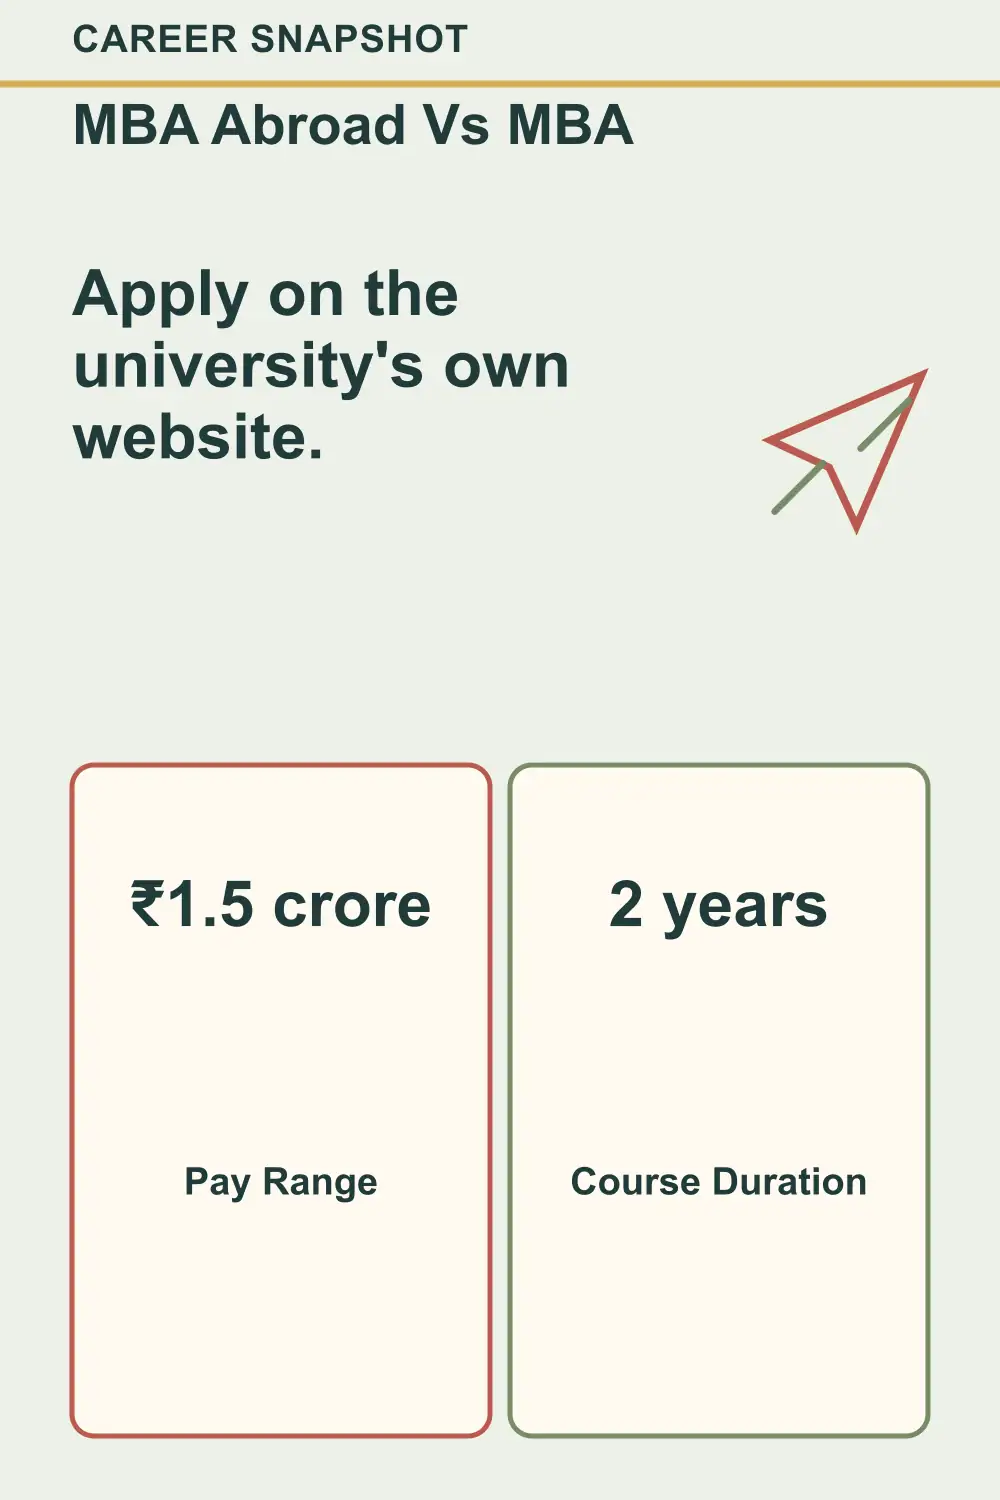 CAREER SNAPSHOT
MBA Abroad Vs MBA
Apply on the
university's own
website.
₹1.5 crore
2 years
Pay Range
Course Duration